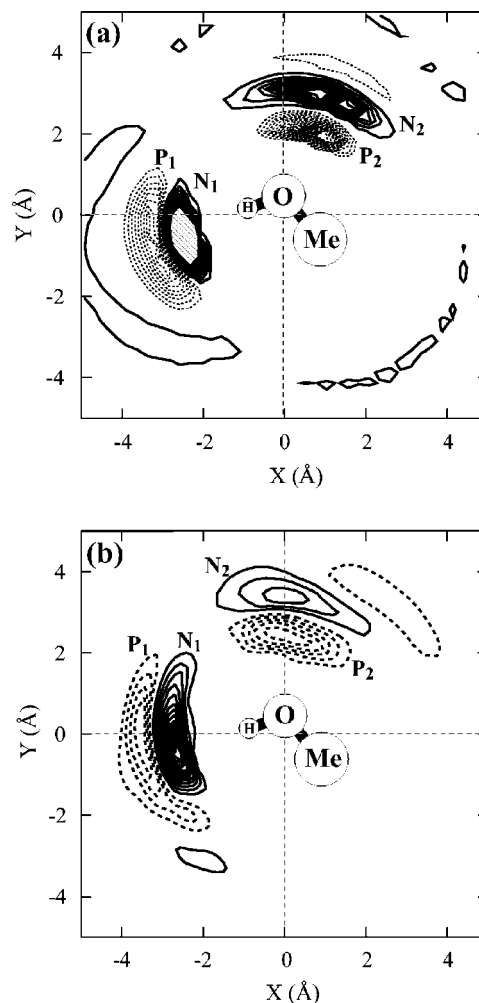 (a)
4
N₂
2
P₁
N₁
P₂
H
O
0
Me
Y (Å)
-2
-4
-4 -2 0 2 4
X (Å)
(b)
4
N₂
P₁
N₁
2
P₂
H
O
0
Me
Y (Å)
-2
-4
-4 -2 0 2 4
X (Å)